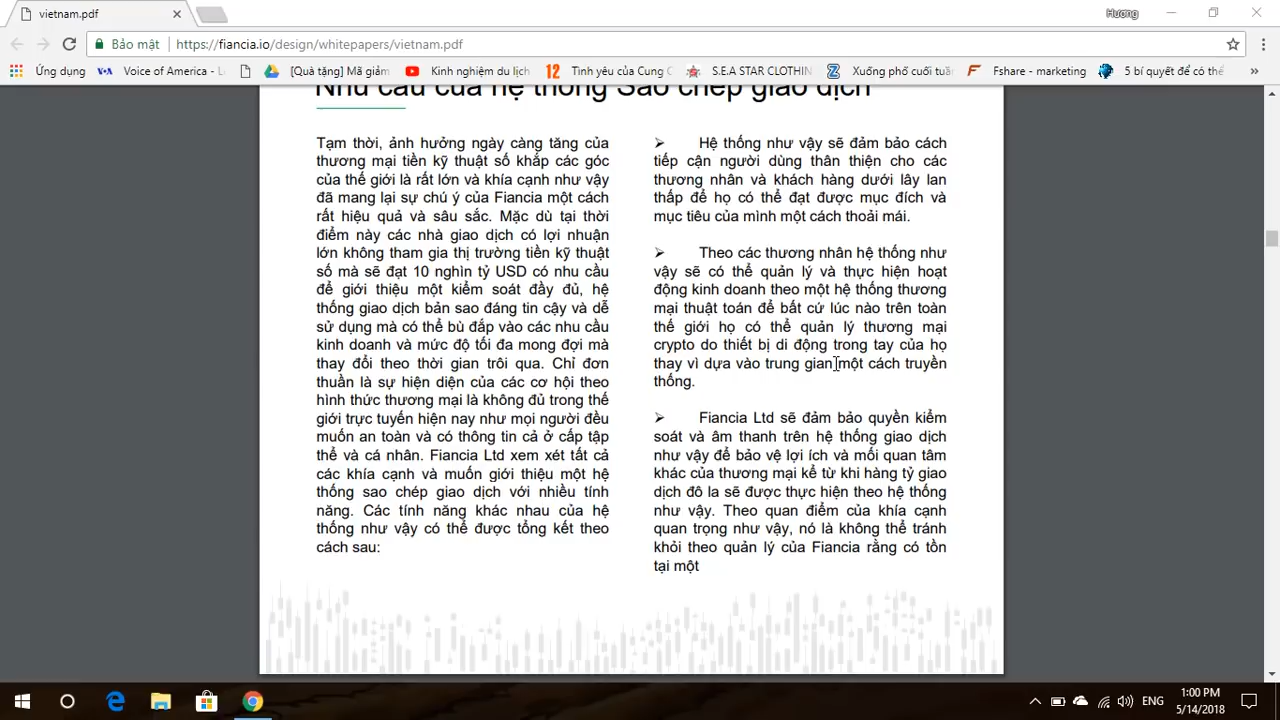 vietnam.pdf
Hương
Bảo mật
https://fiancia.io/design/whitepapers/vietnam.pdf
Ứng dụng
VOA
Voice of America - L
[Quà tặng] Mã giảm
Kinh nghiệm du lịch
12
Tình yêu của Cung C
S.E.A STAR CLOTHIN
Xuống phố cuối tuần
Fshare - marketing
5 bí quyết để có thể
Nhu cầu của hệ thống Sao chép giao dịch
Tạm thời, ảnh hưởng ngày càng tăng của
thương mại tiền kỹ thuật số khắp các góc
của thế giới là rất lớn và khía cạnh như vậy
đã mang lại sự chú ý của Fiancia một cách
rất hiệu quả và sâu sắc. Mặc dù tại thời
điểm này các nhà giao dịch có lợi nhuận
lớn không tham gia thị trường tiền kỹ thuật
số mà sẽ đạt 10 nghìn tỷ USD có nhu cầu
để giới thiệu một kiểm soát đầy đủ, hệ
thống giao dịch bản sao đáng tin cậy và dễ
sử dụng mà có thể bù đắp vào các nhu cầu
kinh doanh và mức độ tối đa mong đợi mà
thay đổi theo thời gian trôi qua. Chỉ đơn
thuần là sự hiện diện của các cơ hội theo
hình thức thương mại là không đủ trong thế
giới trực tuyến hiện nay như mọi người đều
muốn an toàn và có thông tin cả ở cấp tập
thể và cá nhân. Fiancia Ltd xem xét tất cả
các khía cạnh và muốn giới thiệu một hệ
thống sao chép giao dịch với nhiều tính
năng. Các tính năng khác nhau của hệ
thống như vậy có thể được tổng kết theo
cách sau:
➢ Hệ thống như vậy sẽ đảm bảo cách
tiếp cận người dùng thân thiện cho các
thương nhân và khách hàng dưới lây lan
thấp để họ có thể đạt được mục đích và
mục tiêu của mình một cách thoải mái.
➢ Theo các thương nhân hệ thống như
vậy sẽ có thể quản lý và thực hiện hoạt
động kinh doanh theo một hệ thống thương
mại thuật toán để bất cứ lúc nào trên toàn
thế giới họ có thể quản lý thương mại
crypto do thiết bị di động trong tay của họ
thay vì dựa vào trung gian một cách truyền
thống.
➢ Fiancia Ltd sẽ đảm bảo quyền kiểm
soát và âm thanh trên hệ thống giao dịch
như vậy để bảo vệ lợi ích và mối quan tâm
khác của thương mại kể từ khi hàng tỷ giao
dịch đô la sẽ được thực hiện theo hệ thống
như vậy. Theo quan điểm của khía cạnh
quan trọng như vậy, nó là không thể tránh
khỏi theo quản lý của Fiancia rằng có tồn
tại một
ENG
1:00 PM
5/14/2018